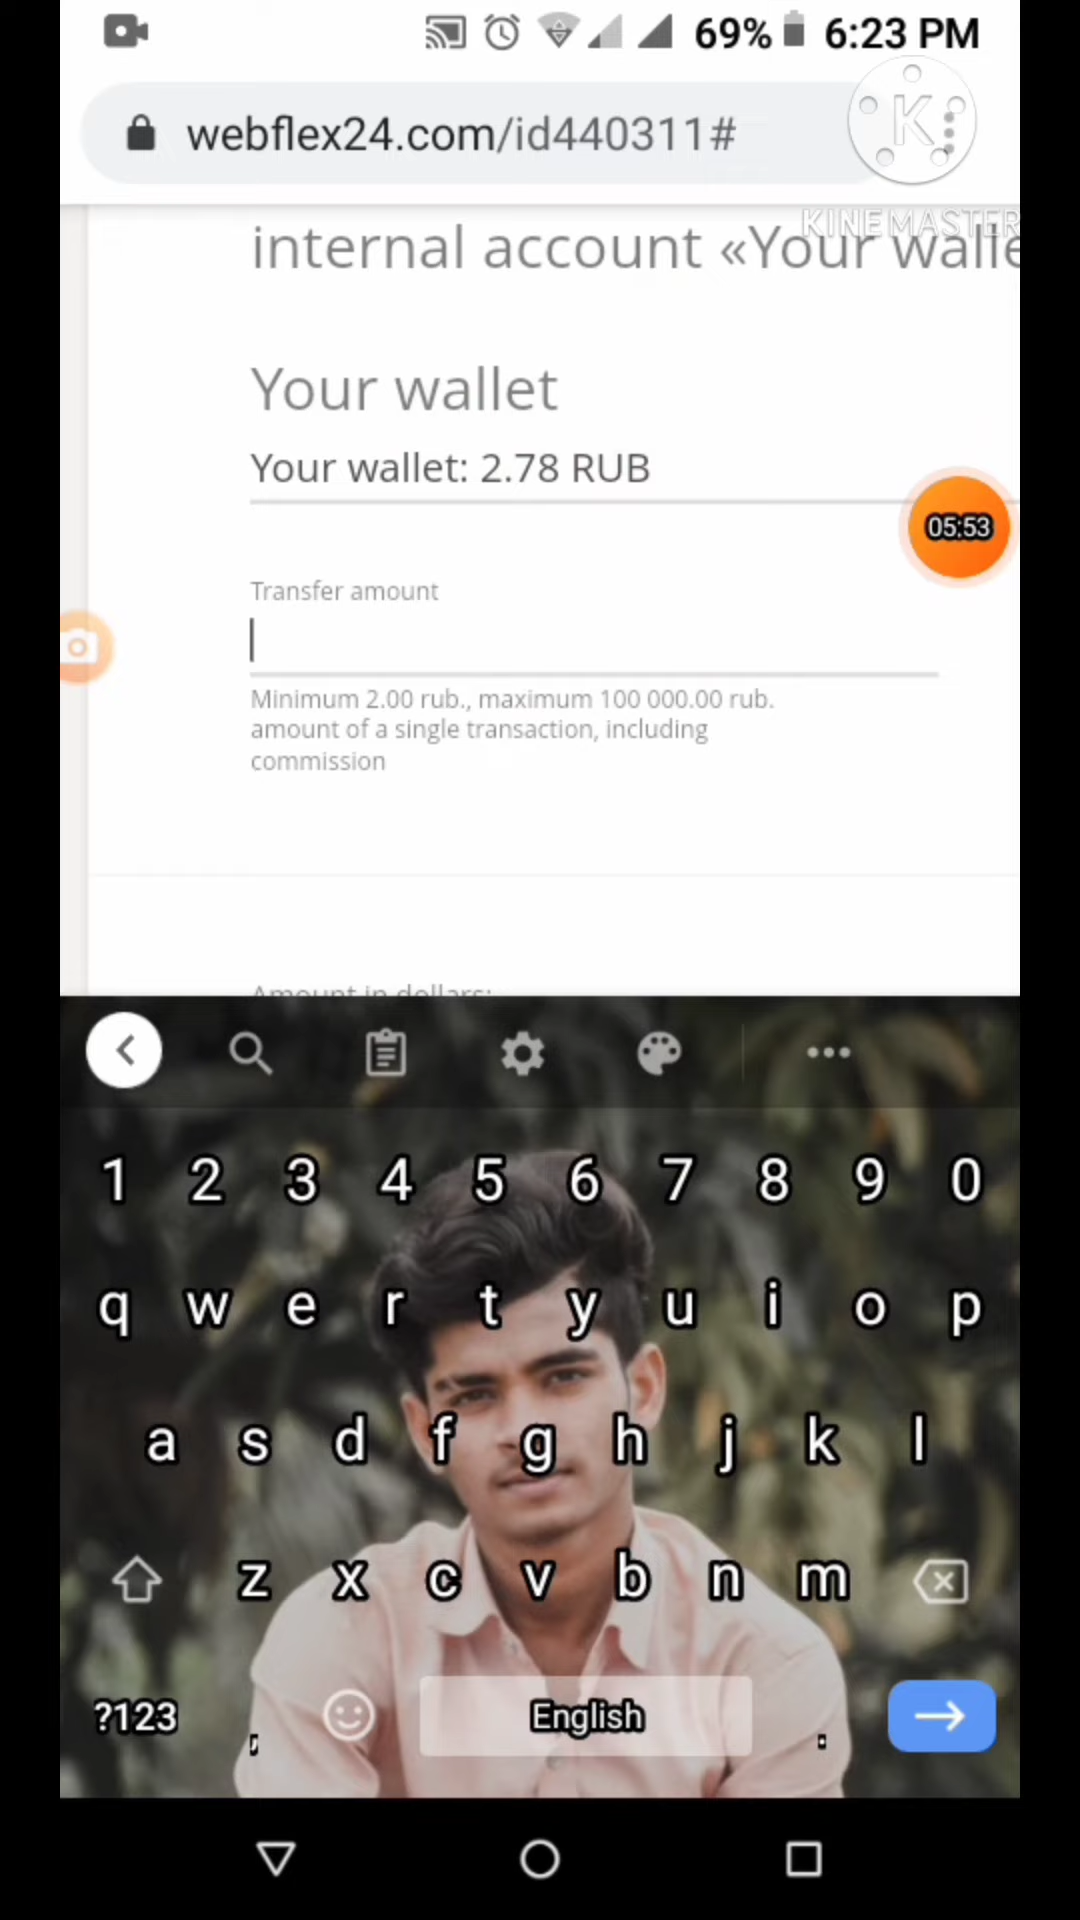 69% 6:23 PM
webflex24.com/id440311#
K
KINEMASTER
internal account «Your walle
Your wallet
Your wallet: 2.78 RUB
05:53
Transfer amount
Minimum 2.00 rub., maximum 100 000.00 rub.
amount of a single transaction, including
commission
Amount in dollars:
1 2 3 4 5 6 7 8 9 0
q w e r t y u i o p
a s d f g h j k l
z x c v b n m
?123 , English .